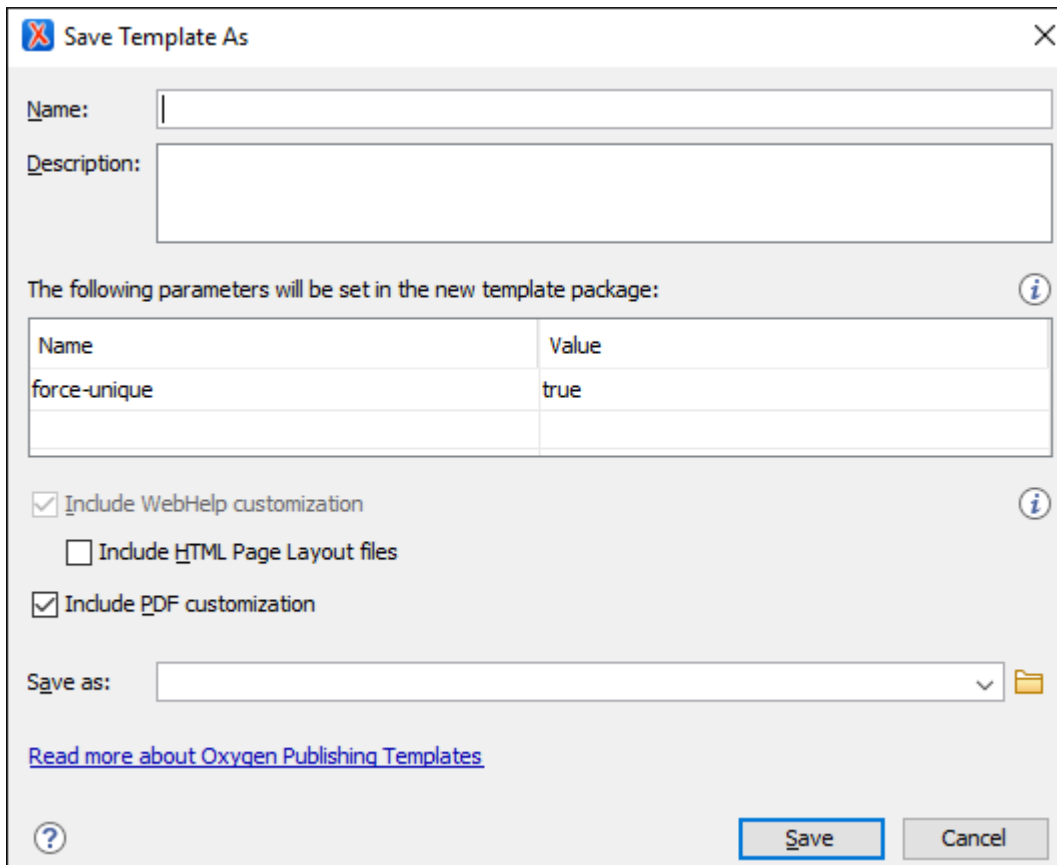 Save Template As
Name:
Description:
The following parameters will be set in the new template package:
Name Value
force-unique true
Include WebHelp customization
Include HTML Page Layout files
Include PDF customization
Save as:
Read more about Oxygen Publishing Templates
Save Cancel